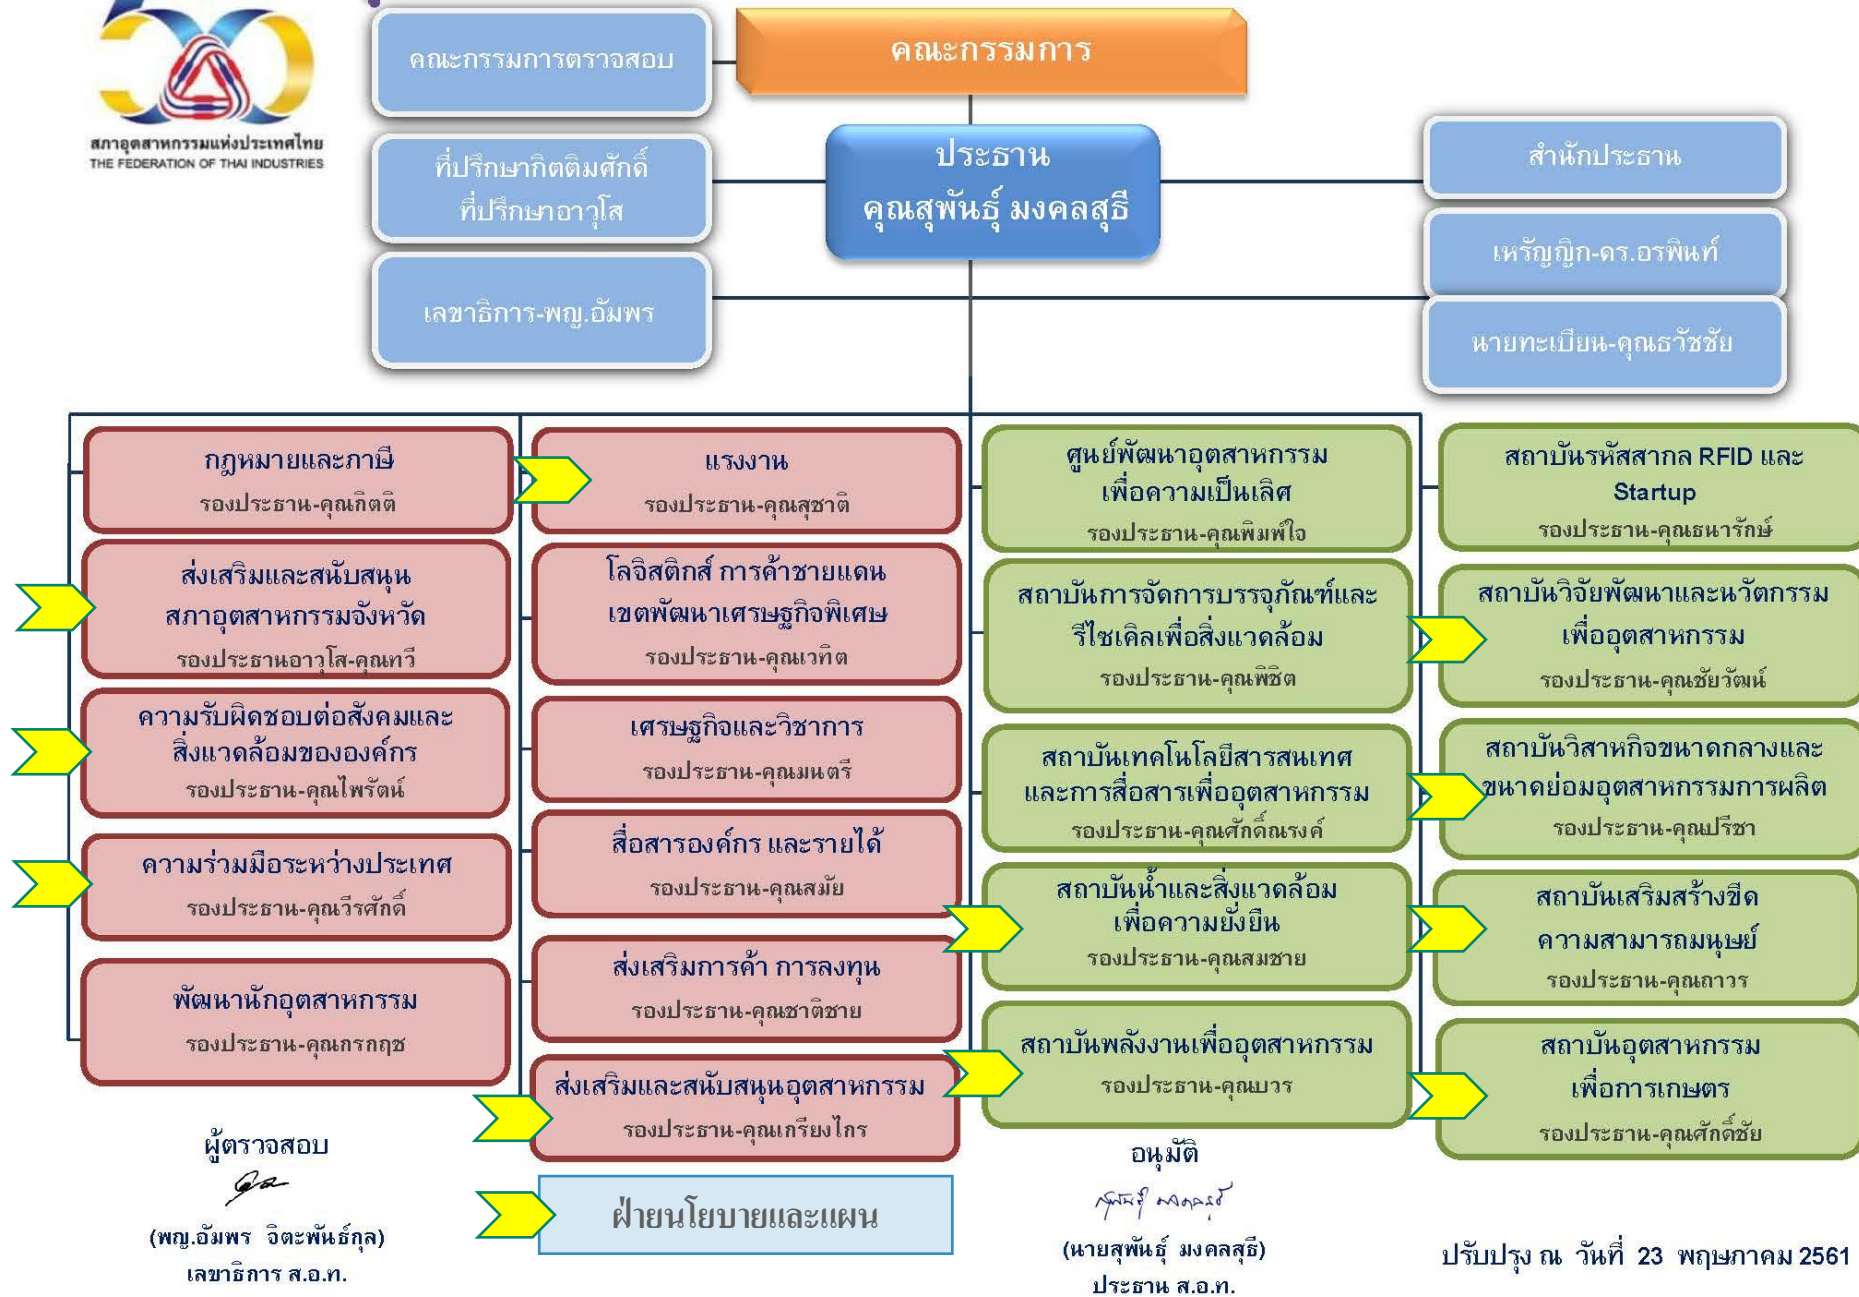 สภาอุตสาหกรรมแห่งประเทศไทย
THE FEDERATION OF THAI INDUSTRIES
คณะกรรมการตรวจสอบ
คณะกรรมการ
ที่ปรึกษากิตติมศักดิ์
ที่ปรึกษาอาวุโส
ประธาน
คุณสุพันธุ์ มงคลสุธี
สำนักประธาน
เหรัญญิก-ดร.อรพินท์
เลขาธิการ-พญ.อัมพร
นายทะเบียน-คุณธวัชชัย
กฎหมายและภาษี
รองประธาน-คุณกิตติ
ส่งเสริมและสนับสนุน
สภาอุตสาหกรรมจังหวัด
รองประธานอาวุโส-คุณทวี
ความรับผิดชอบต่อสังคมและ
สิ่งแวดล้อมขององค์กร
รองประธาน-คุณไพรัตน์
ความร่วมมือระหว่างประเทศ
รองประธาน-คุณวีรศักดิ์
พัฒนานักอุตสาหกรรม
รองประธาน-คุณกรกฤช
แรงงาน
รองประธาน-คุณสุชาติ
โลจิสติกส์ การค้าชายแดน
เขตพัฒนาเศรษฐกิจพิเศษ
รองประธาน-คุณเวทิต
เศรษฐกิจและวิชาการ
รองประธาน-คุณมนตรี
สื่อสารองค์กร และรายได้
รองประธาน-คุณสมัย
ส่งเสริมการค้า การลงทุน
รองประธาน-คุณชาติชาย
ส่งเสริมและสนับสนุนอุตสาหกรรม
รองประธาน-คุณเกรียงไกร
ฝ่ายนโยบายและแผน
ศูนย์พัฒนาอุตสาหกรรม
เพื่อความเป็นเลิศ
รองประธาน-คุณพิมพ์ใจ
สถาบันการจัดการบรรจุภัณฑ์และ
รีไซเคิลเพื่อสิ่งแวดล้อม
รองประธาน-คุณพิชิต
สถาบันเทคโนโลยีสารสนเทศ
และการสื่อสารเพื่ออุตสาหกรรม
รองประธาน-คุณศักดิ์ณรงค์
สถาบันน้ำและสิ่งแวดล้อม
เพื่อความยั่งยืน
รองประธาน-คุณสมชาย
สถาบันพลังงานเพื่ออุตสาหกรรม
รองประธาน-คุณบวร
สถาบันรหัสสากล RFID และ
Startup
รองประธาน-คุณธนารักษ์
สถาบันวิจัยพัฒนาและนวัตกรรม
เพื่ออุตสาหกรรม
รองประธาน-คุณชัยวัฒน์
สถาบันวิสาหกิจขนาดกลางและ
ขนาดย่อมอุตสาหกรรมการผลิต
รองประธาน-คุณปรีชา
สถาบันเสริมสร้างขีด
ความสามารถมนุษย์
รองประธาน-คุณถาวร
สถาบันอุตสาหกรรม
เพื่อการเกษตร
รองประธาน-คุณศักดิ์ชัย
ผู้ตรวจสอบ
(พญ.อัมพร จิตะพันธ์กุล)
เลขาธิการ ส.อ.ท.
อนุมัติ
(นายสุพันธุ์ มงคลสุธี)
ประธาน ส.อ.ท.
ปรับปรุง ณ วันที่ 23 พฤษภาคม 2561